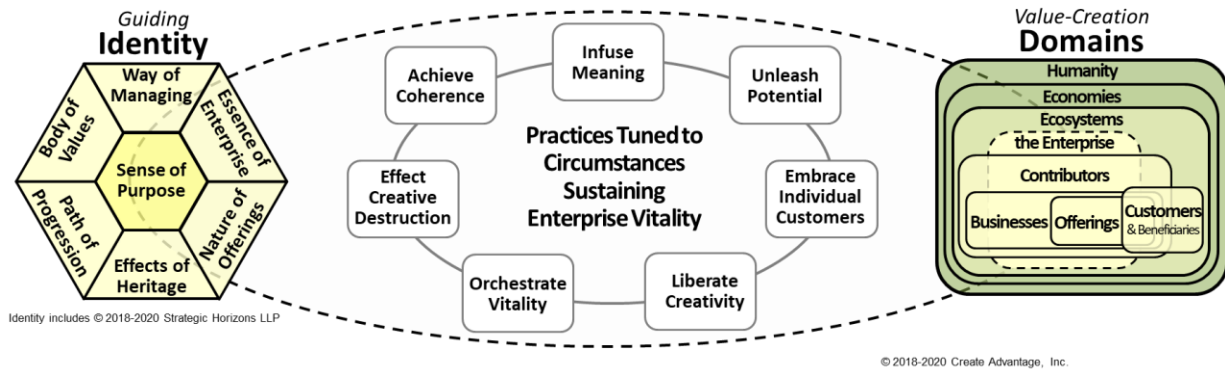 Guiding
Identity
Way of
Managing
Essence of
Enterprise
Body of
Values
Sense of
Purpose
Path of
Progression
Nature of
Offerings
Effects of
Heritage
Identity includes © 2018-2020 Strategic Horizons LLP
Infuse
Meaning
Achieve
Coherence
Unleash
Potential
Practices Tuned to
Circumstances
Sustaining
Enterprise Vitality
Effect
Creative
Destruction
Embrace
Individual
Customers
Orchestrate
Vitality
Liberate
Creativity
Value-Creation
Domains
Humanity
Economies
Ecosystems
the Enterprise
Contributors
Businesses
Offerings
Customers
& Beneficiaries
© 2018-2020 Create Advantage, Inc.